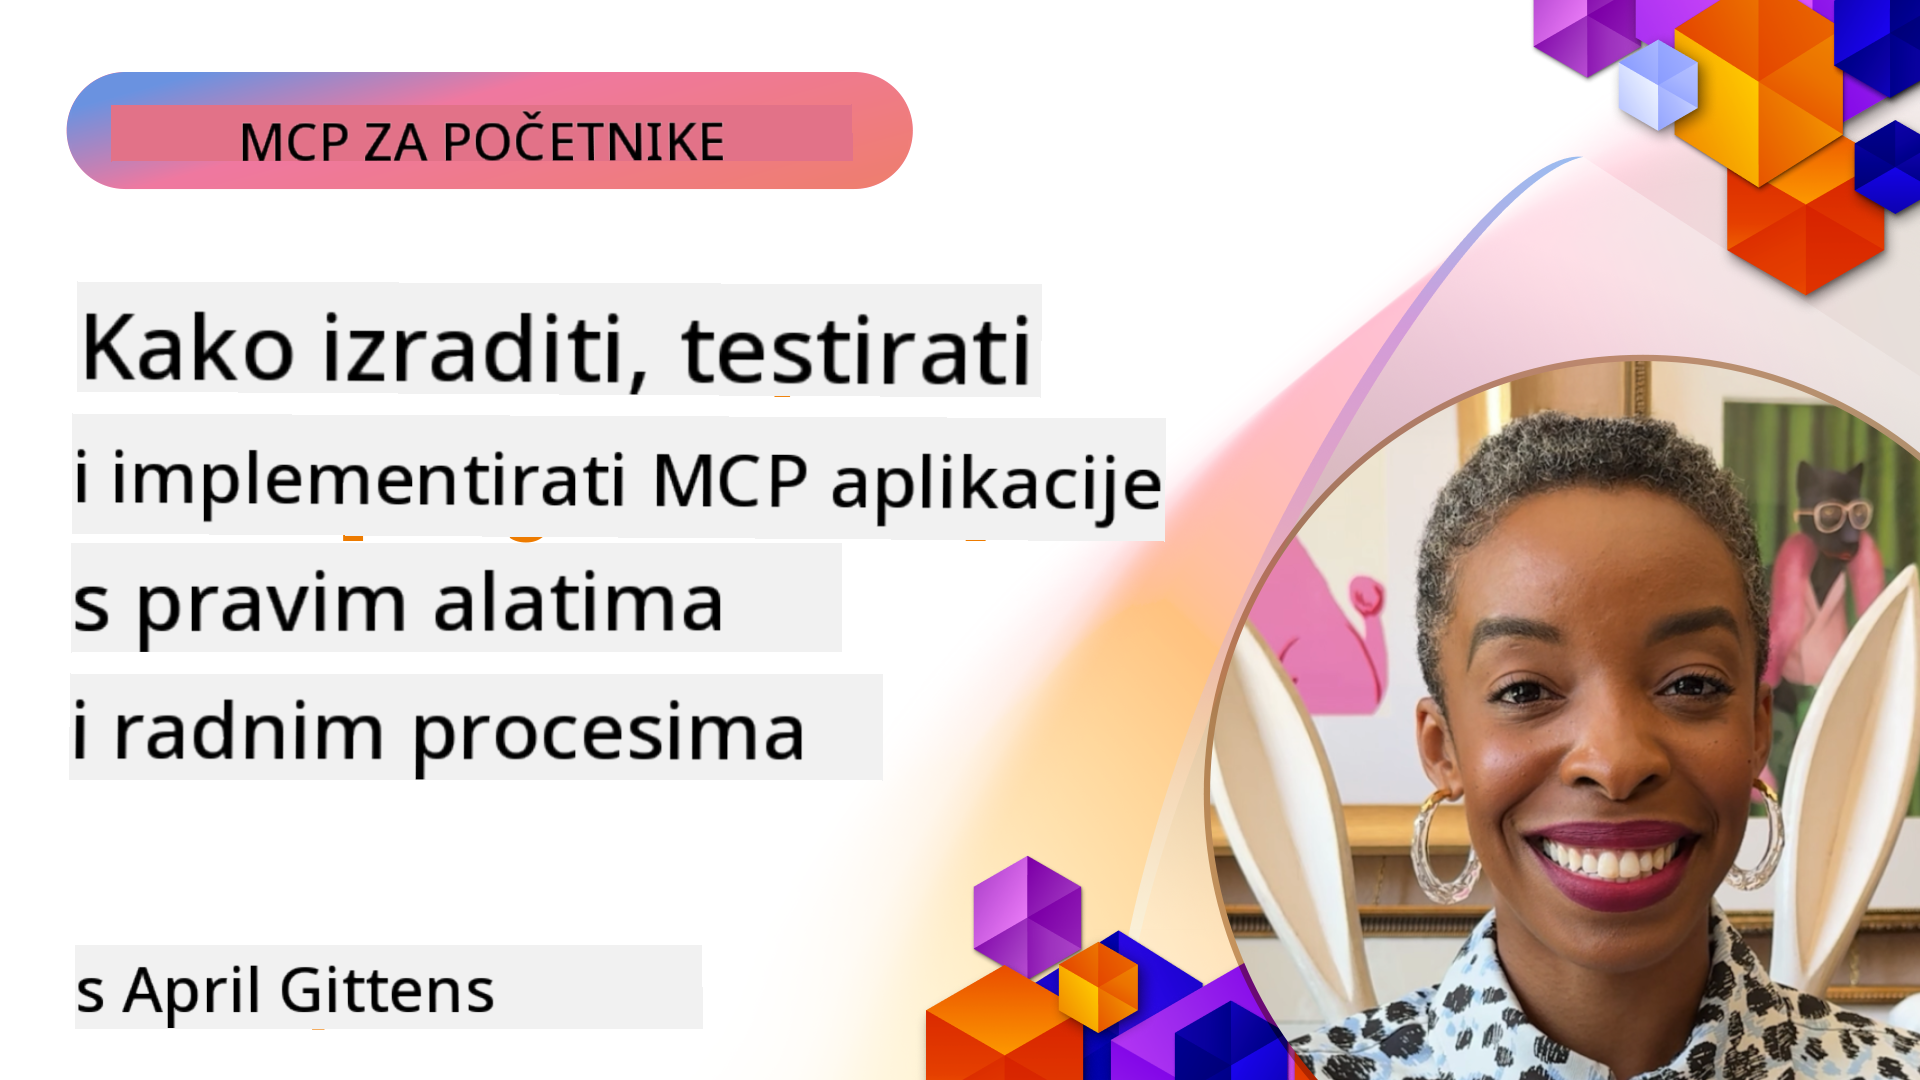 MCP ZA POČETNIKE
Kako izraditi, testirati
i implementirati MCP aplikacije
s pravim alatima
i radnim procesima
s April Gittens